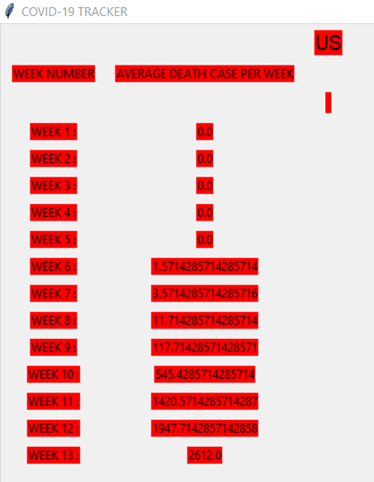 COVID-19 TRACKER
US
WEEK NUMBER AVERAGE DEATH CASE PER WEEK
WEEK 1 : 0.0
WEEK 2 : 0.0
WEEK 3 : 0.0
WEEK 4 : 0.0
WEEK 5 : 0.0
WEEK 6 : 1.5714285714285714
WEEK 7 : 3.5714285714285716
WEEK 8 : 11.714285714285714
WEEK 9 : 117.71428571428571
WEEK 10 : 545.4285714285714
WEEK 11 : 1420.5714285714287
WEEK 12 : 1947.7142857142858
WEEK 13 : 2612.0